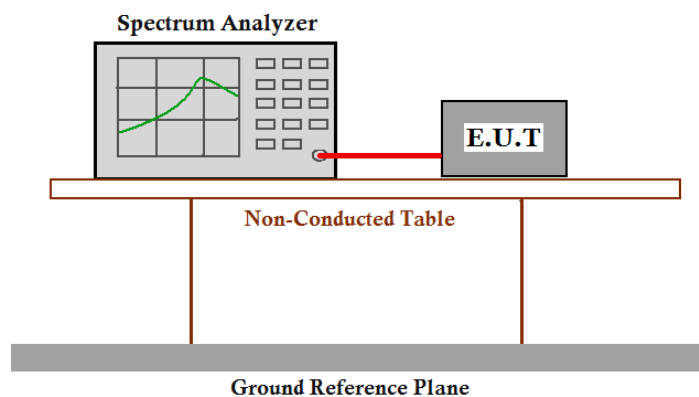 Spectrum Analyzer
E.U.T
Non-Conducted Table
Ground Reference Plane